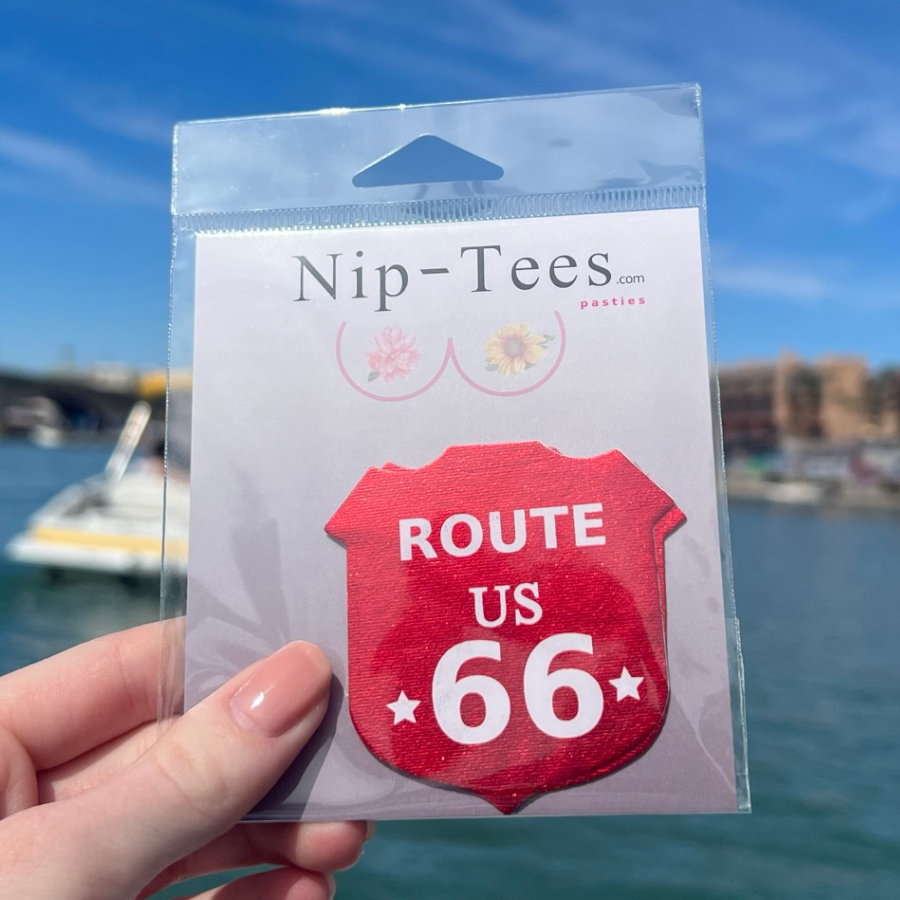 Nip-Tees.com
pasties
ROUTE
US
66